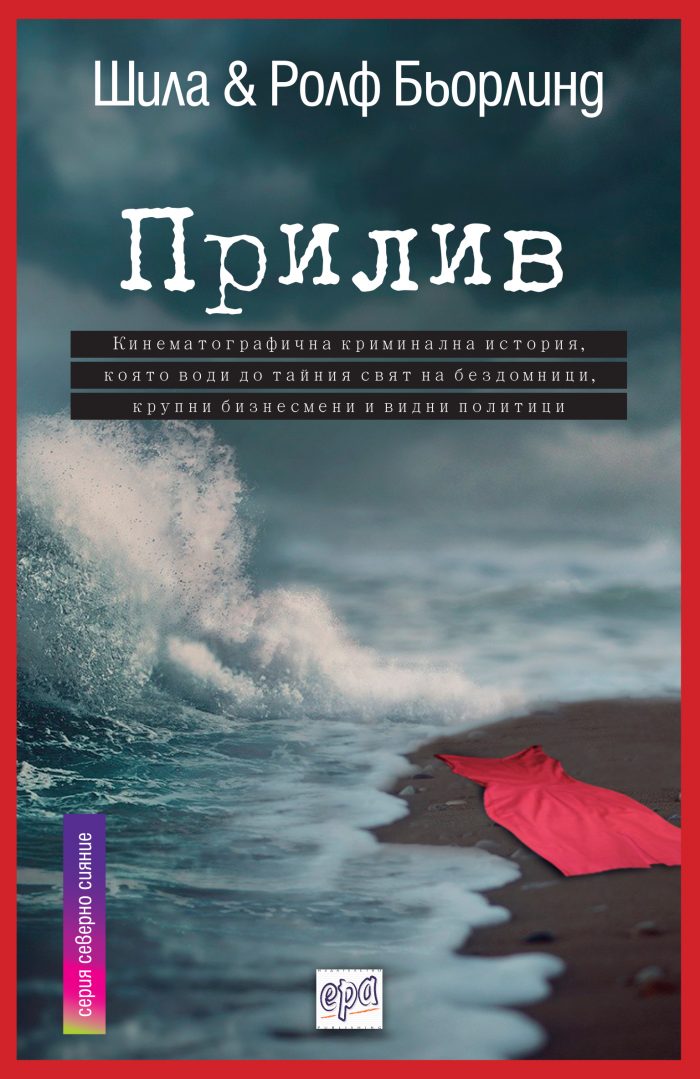 Шила & Ролф Бьорлинд
Прилив
Кинематографична криминална история,
която води до тайния свят на бездомници,
крупни бизнесмени и видни политици
серия северно сияние
ера
PUBLISHING